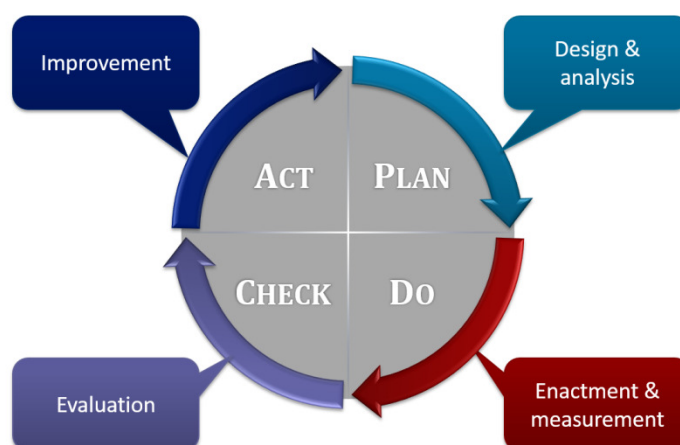 Improvement
Design &
analysis
ACT
PLAN
CHECK
DO
Evaluation
Enactment &
measurement